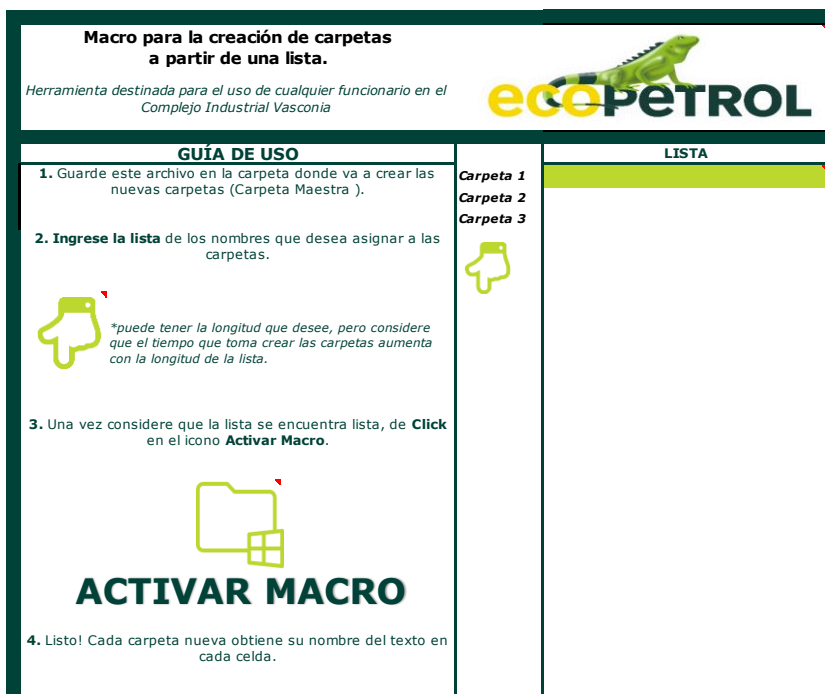 Macro para la creación de carpetas
a partir de una lista.
Herramienta destinada para el uso de cualquier funcionario en el
Complejo Industrial Vasconia
ecoPeTROL
GUÍA DE USO
LISTA
1. Guarde este archivo en la carpeta donde va a crear las
nuevas carpetas (Carpeta Maestra ).
Carpeta 1
Carpeta 2
Carpeta 3
2. Ingrese la lista de los nombres que desea asignar a las
carpetas.
*puede tener la longitud que desee, pero considere
que el tiempo que toma crear las carpetas aumenta
con la longitud de la lista.
3. Una vez considere que la lista se encuentra lista, de Click
en el icono Activar Macro.
ACTIVAR MACRO
4. Listo! Cada carpeta nueva obtiene su nombre del texto en
cada celda.